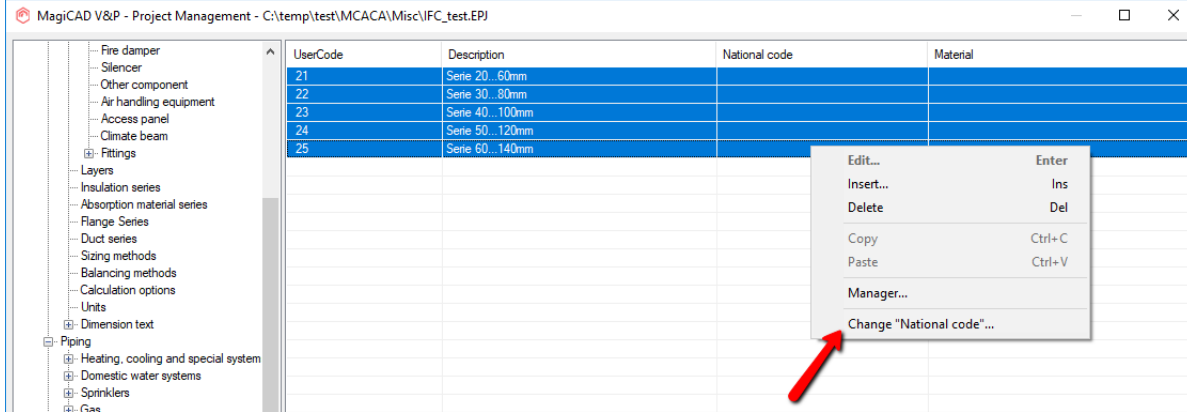 MagiCAD V&P - Project Management - C:\temp\test\MCACA\Misc\IFC_test.EPJ
Fire damper
Silencer
Other component
Air handling equipment
Access panel
Climate beam
Fittings
Layers
Insulation series
Absorption material series
Flange Series
Duct series
Sizing methods
Balancing methods
Calculation options
Units
Dimension text
Piping
Heating, cooling and special system
Domestic water systems
Sprinklers
Gas
UserCode Description National code Material
21 Serie 20...60mm
22 Serie 30...80mm
23 Serie 40...100mm
24 Serie 50...120mm
25 Serie 60...140mm
Edit... Enter
Insert... Ins
Delete Del
Copy Ctrl+C
Paste Ctrl+V
Manager...
Change "National code"...